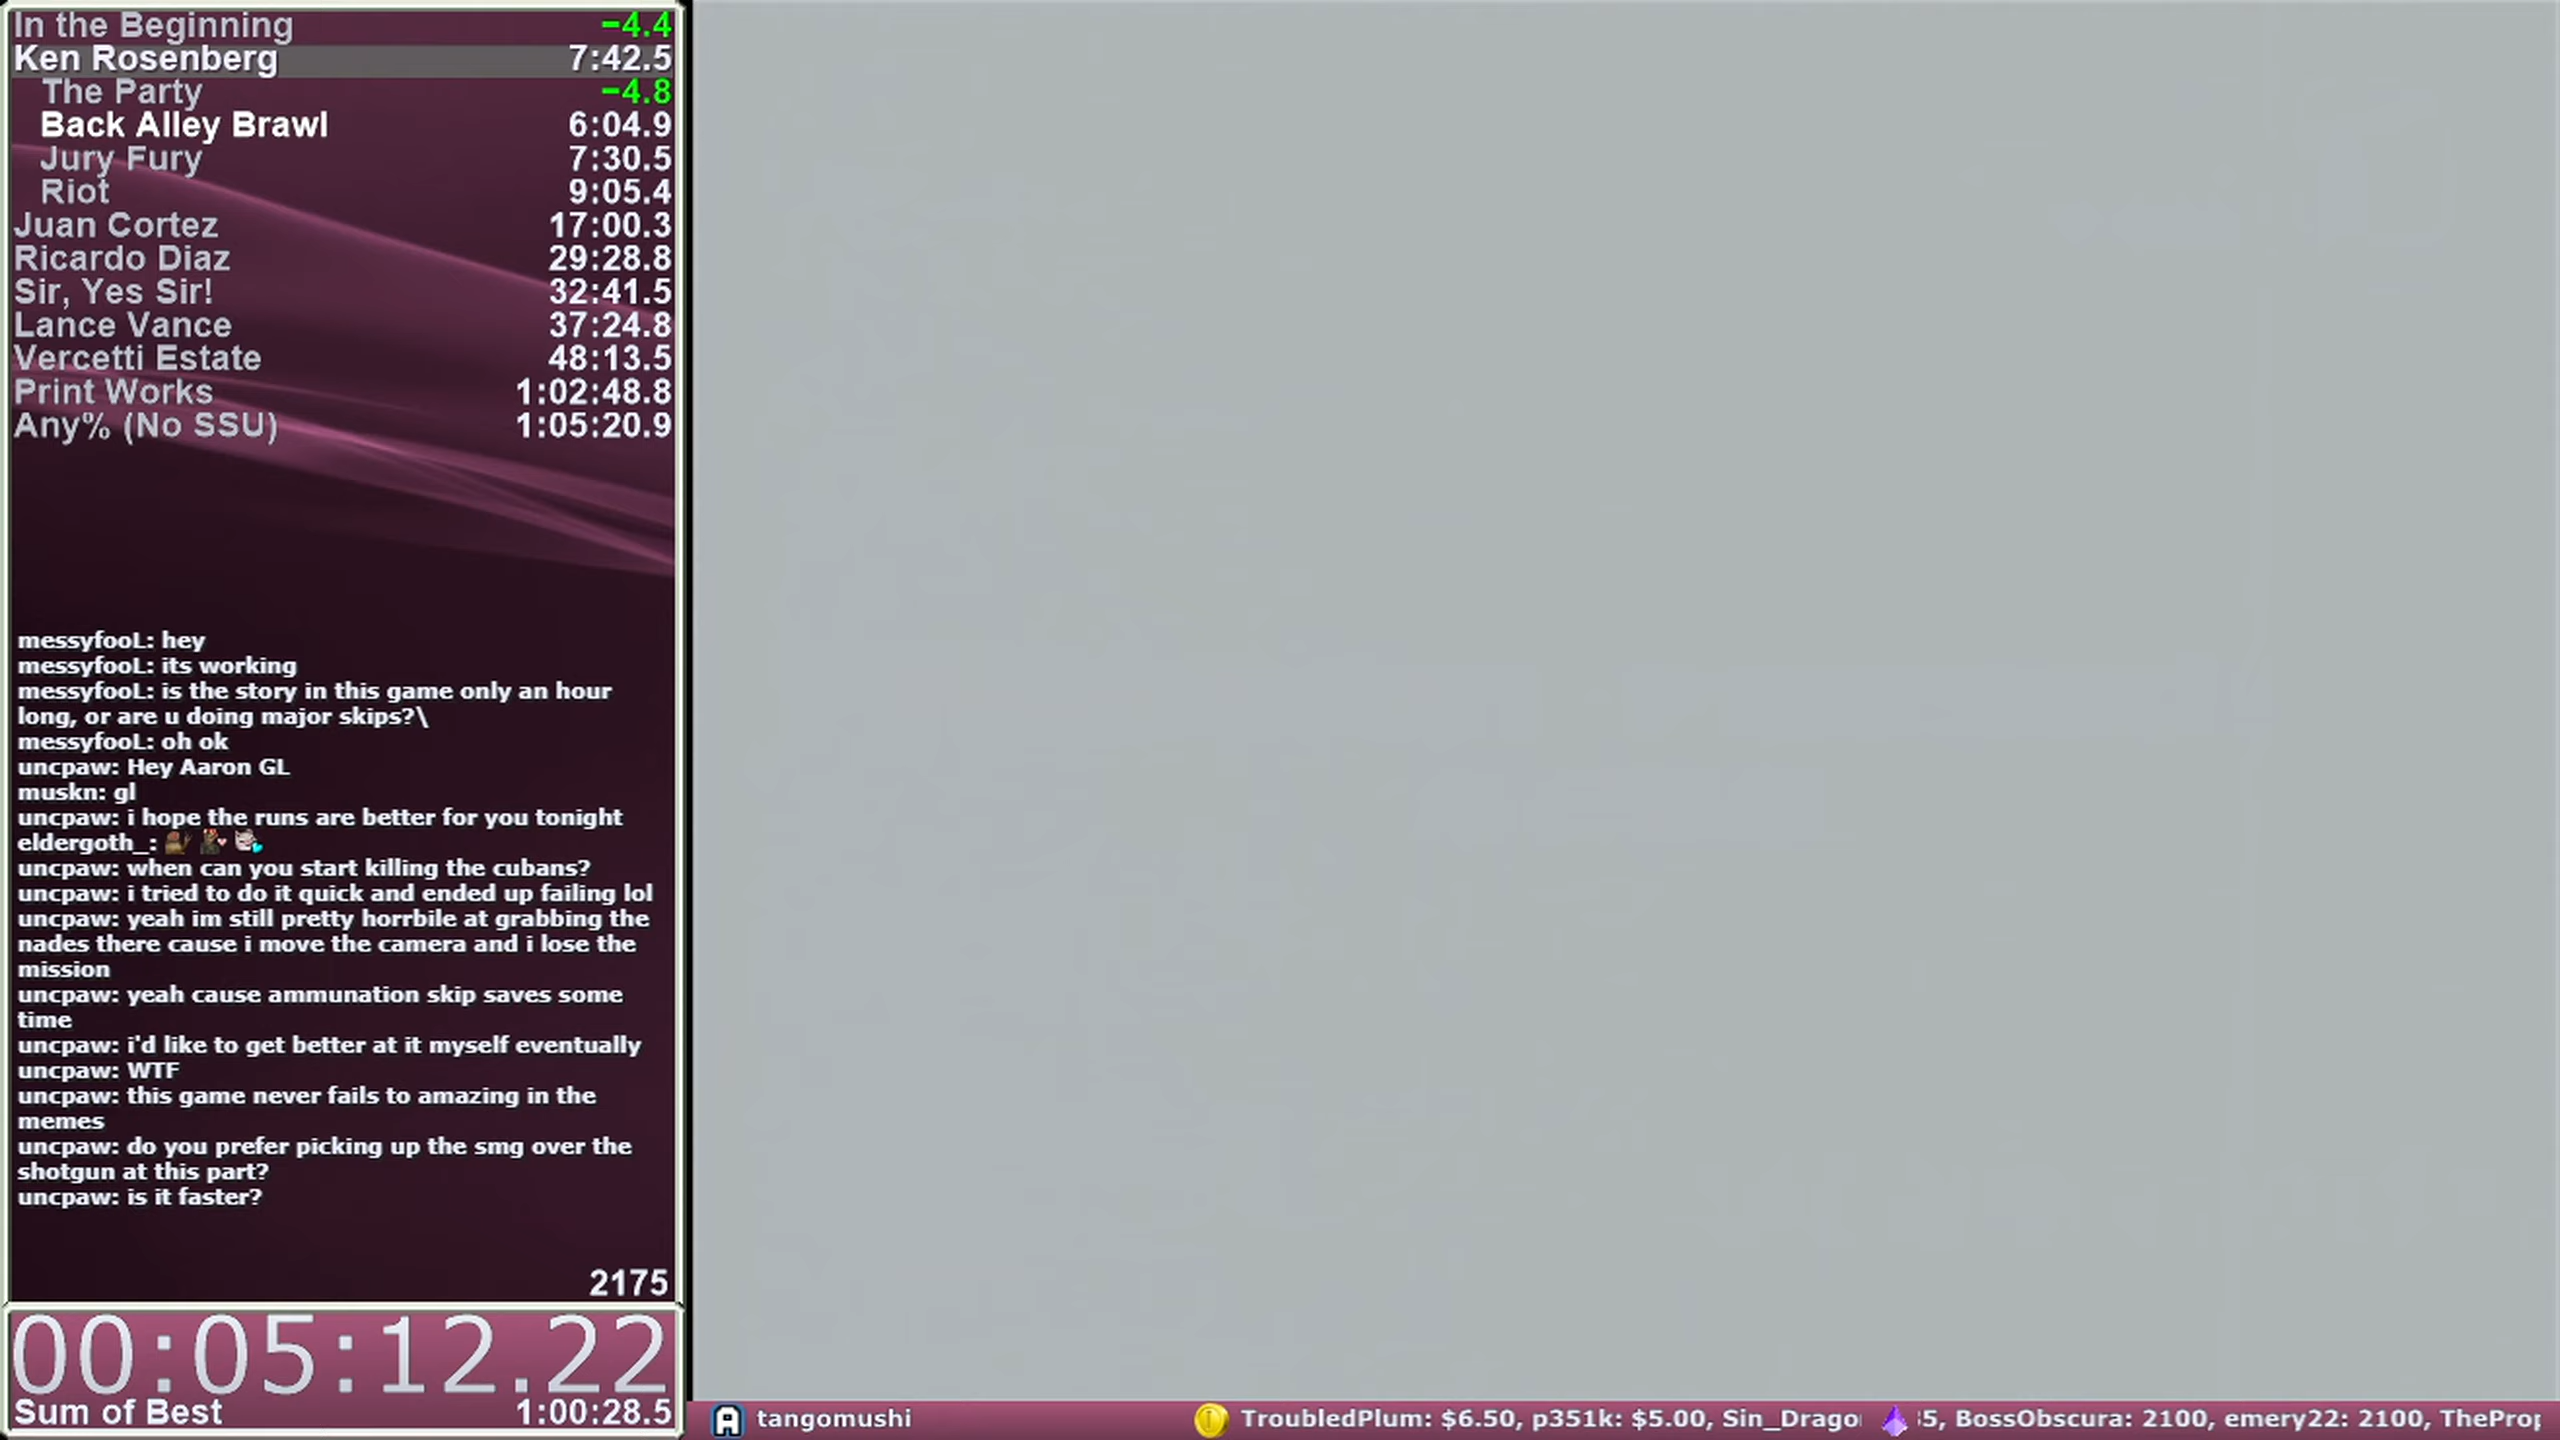 In the Beginning -4.4
Ken Rosenberg 7:42.5
The Party -4.8
Back Alley Brawl 6:04.9
Jury Fury 7:30.5
Riot 9:05.4
Juan Cortez 17:00.3
Ricardo Diaz 29:28.8
Sir, Yes Sir! 32:41.5
Lance Vance 37:24.8
Vercetti Estate 48:13.5
Print Works 1:02:48.8
Any% (No SSU) 1:05:20.9
messyfooL: hey
messyfooL: its working
messyfooL: is the story in this game only an hour
long, or are u doing major skips?\
messyfooL: oh ok
uncpaw: Hey Aaron GL
muskn: gl
uncpaw: i hope the runs are better for you tonight
eldergoth_:
uncpaw: when can you start killing the cubans?
uncpaw: i tried to do it quick and ended up failing lol
uncpaw: yeah im still pretty horrbile at grabbing the
nades there cause i move the camera and i lose the
mission
uncpaw: yeah cause ammunation skip saves some
time
uncpaw: i'd like to get better at it myself eventually
uncpaw: WTF
uncpaw: this game never fails to amazing in the
memes
uncpaw: do you prefer picking up the smg over the
shotgun at this part?
uncpaw: is it faster?
2175
00:05:12.22
Sum of Best 1:00:28.5
tangomushi TroubledPlum: $6.50, p351k: $5.00, Sin_Drago 5, BossObscura: 2100, emery22: 2100, TheProp